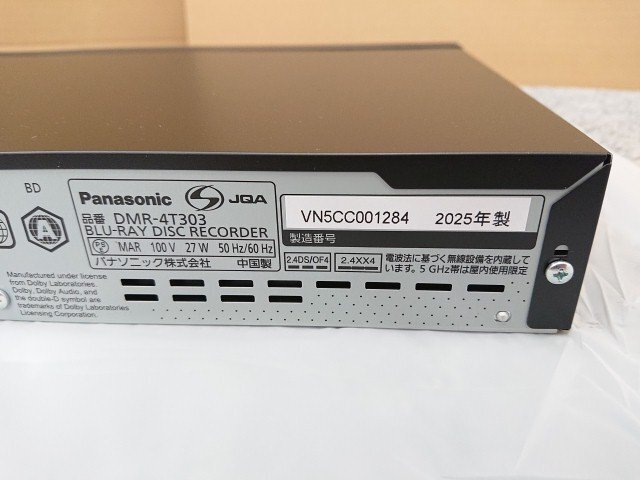 BD
A
Panasonic
JQA
品番 DMR-4T303
BLU-RAY DISC RECORDER
PS E MAR 100 V 27 W 50 Hz/60 Hz
パナソニック株式会社 中国製
VN5CC001284 2025年製
製造番号
2.4DS/OF4 2.4XX4
電波法に基づく無線設備を内蔵して
います。5 GHz帯は屋内使用限定
Manufactured under license
from Dolby Laboratories.
Dolby, Dolby Audio, and
the double-D symbol are
trademarks of Dolby Laboratories
Licensing Corporation.